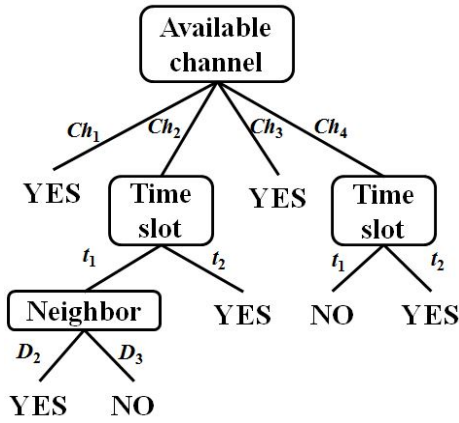 Available
channel
Ch₁ Ch₂ Ch₃ Ch₄
YES Time
slot YES Time
slot
t₁ t₂ t₁ t₂
Neighbor YES NO YES
D₂ D₃
YES NO